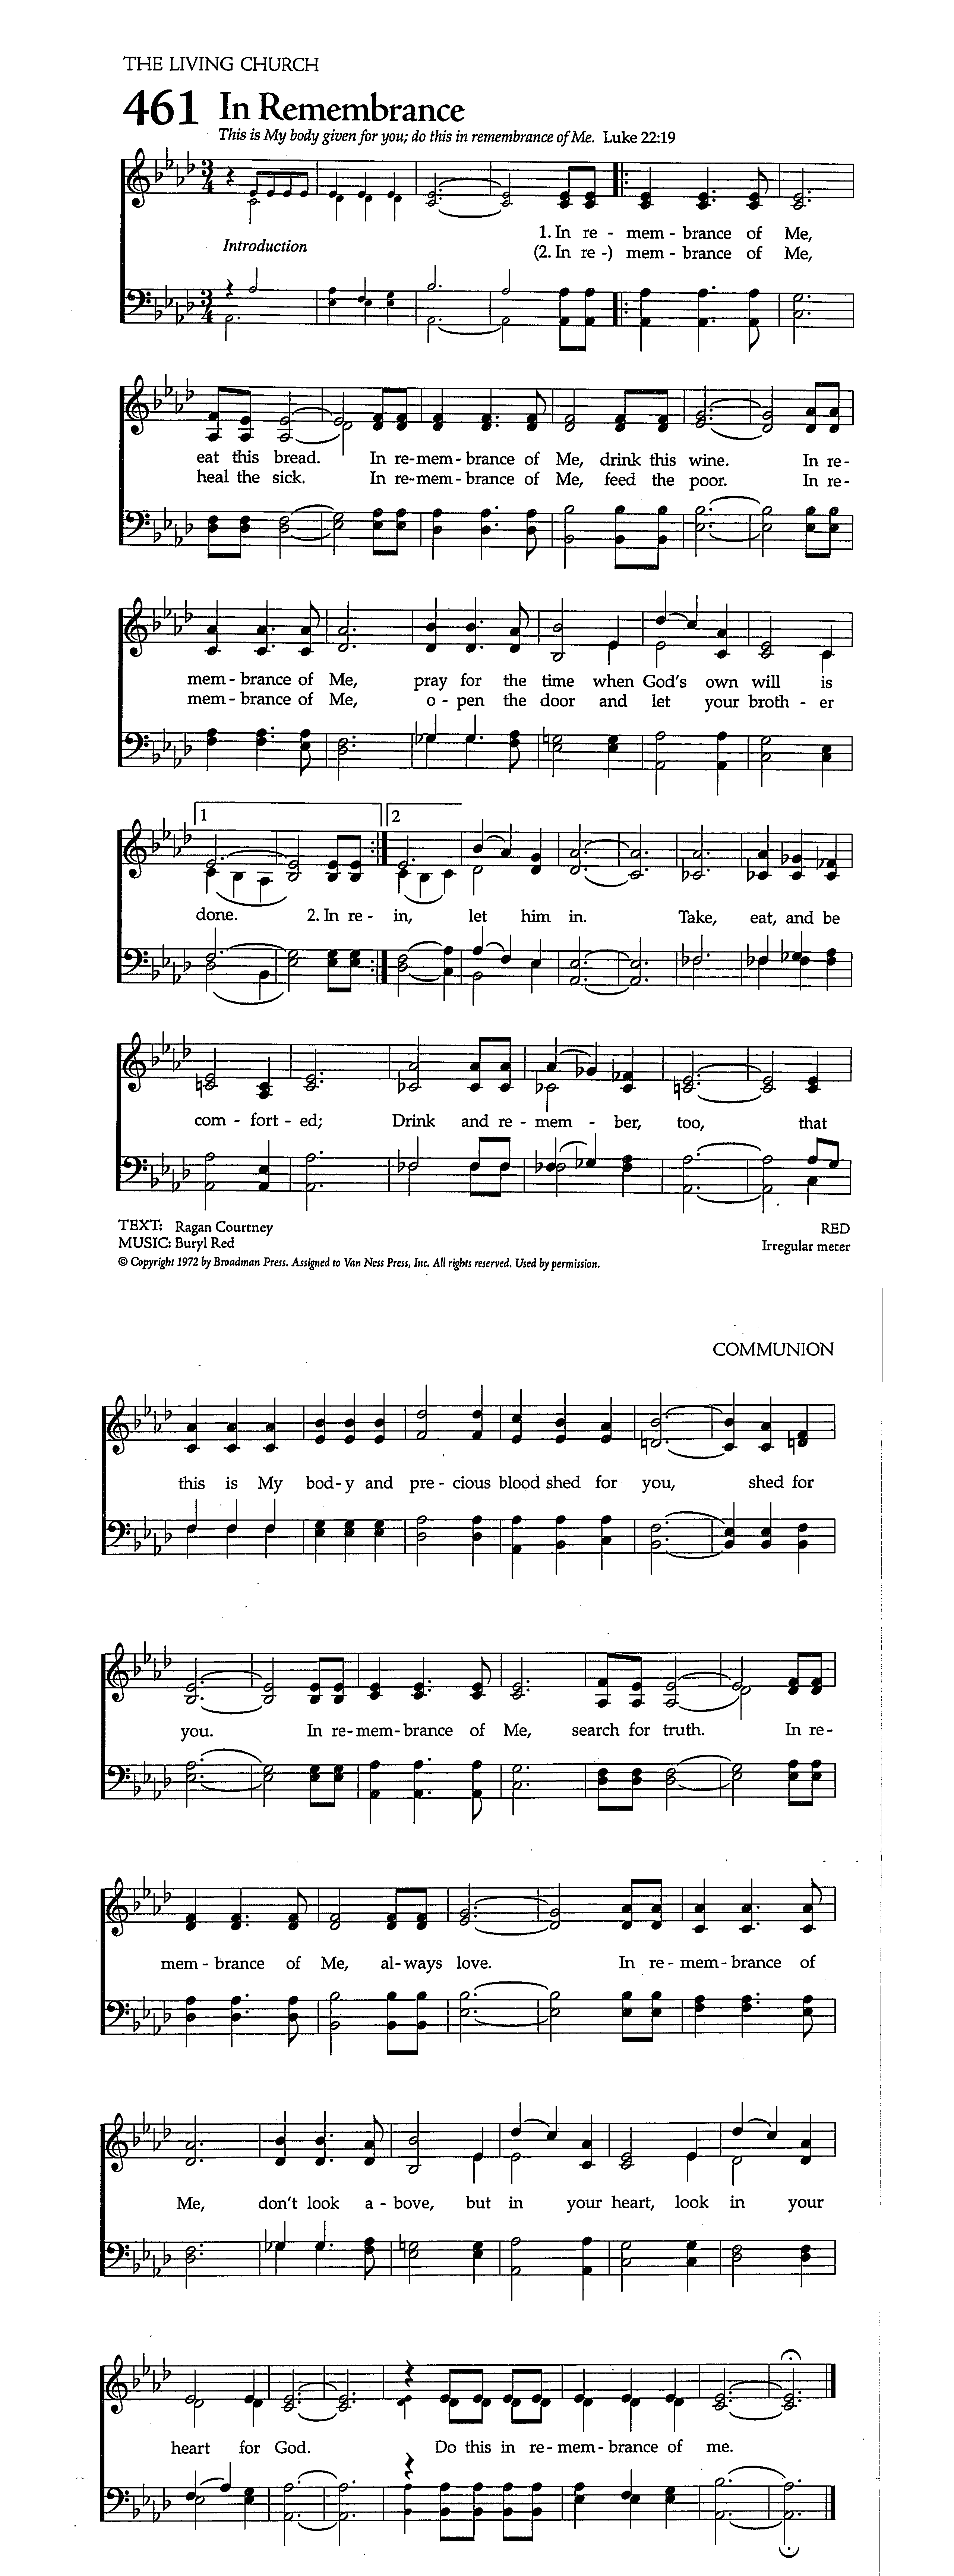 THE LIVING CHURCH
461 In Remembrance
This is My body given for you; do this in remembrance of Me. Luke 22:19
1. In re - mem - brance of Me,
Introduction
(2. In re -) mem - brance of Me,
eat this bread. In re - mem - brance of Me, drink this wine. In re -
heal the sick. In re - mem - brance of Me, feed the poor. In re -
mem - brance of Me, pray for the time when God's own will is
mem - brance of Me, o - pen the door and let your broth - er
1 2
done. 2. In re - in, let him in. Take, eat, and be
com - fort - ed; Drink and re - mem - ber, too, that
TEXT: Ragan Courtney
RED
MUSIC: Buryl Red
Irregular meter
© Copyright 1972 by Broadman Press. Assigned to Van Ness Press, Inc. All rights reserved. Used by permission.
COMMUNION
this is My bod - y and pre - cious blood shed for you, shed for
you. In re - mem - brance of Me, search for truth. In re -
mem - brance of Me, al - ways love. In re - mem - brance of
Me, don't look a - bove, but in your heart, look in your
heart for God. Do this in re - mem - brance of me.